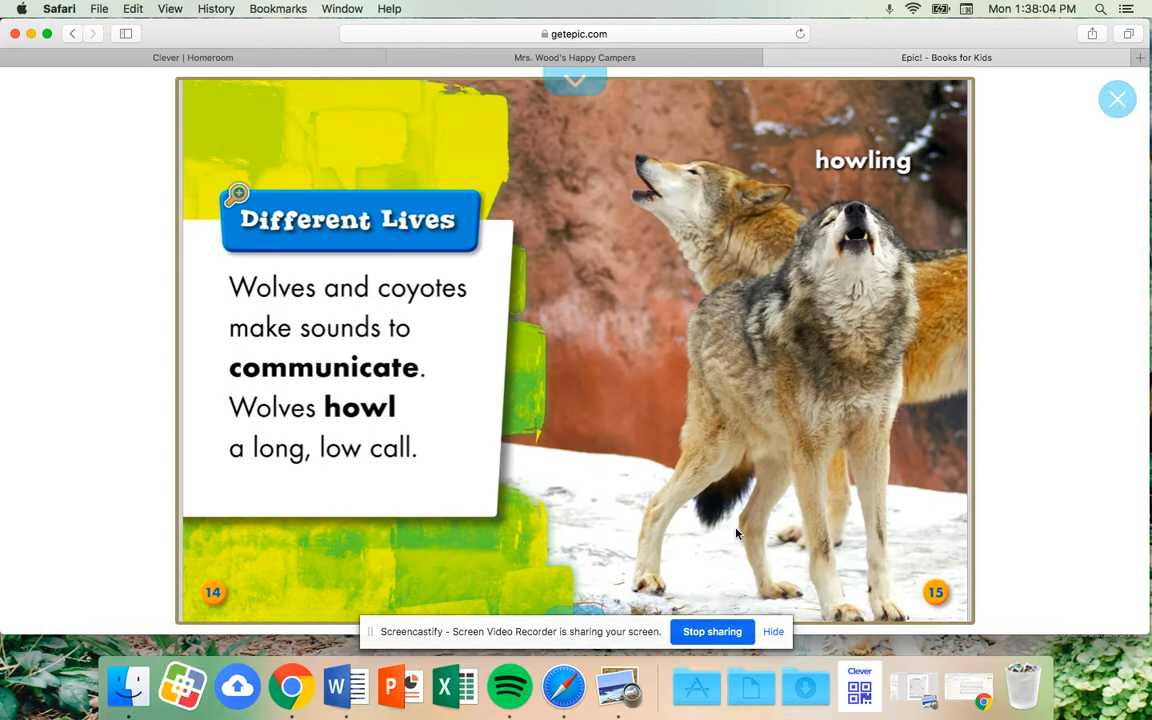 Safari File Edit View History Bookmarks Window Help Mon 1:38:04 PM
getepic.com
Clever | Homeroom Mrs. Wood's Happy Campers Epic! - Books for Kids
howling
Different Lives
Wolves and coyotes
make sounds to
communicate.
Wolves howl
a long, low call.
14 15
Screencastify - Screen Video Recorder is sharing your screen. Stop sharing Hide
Clever